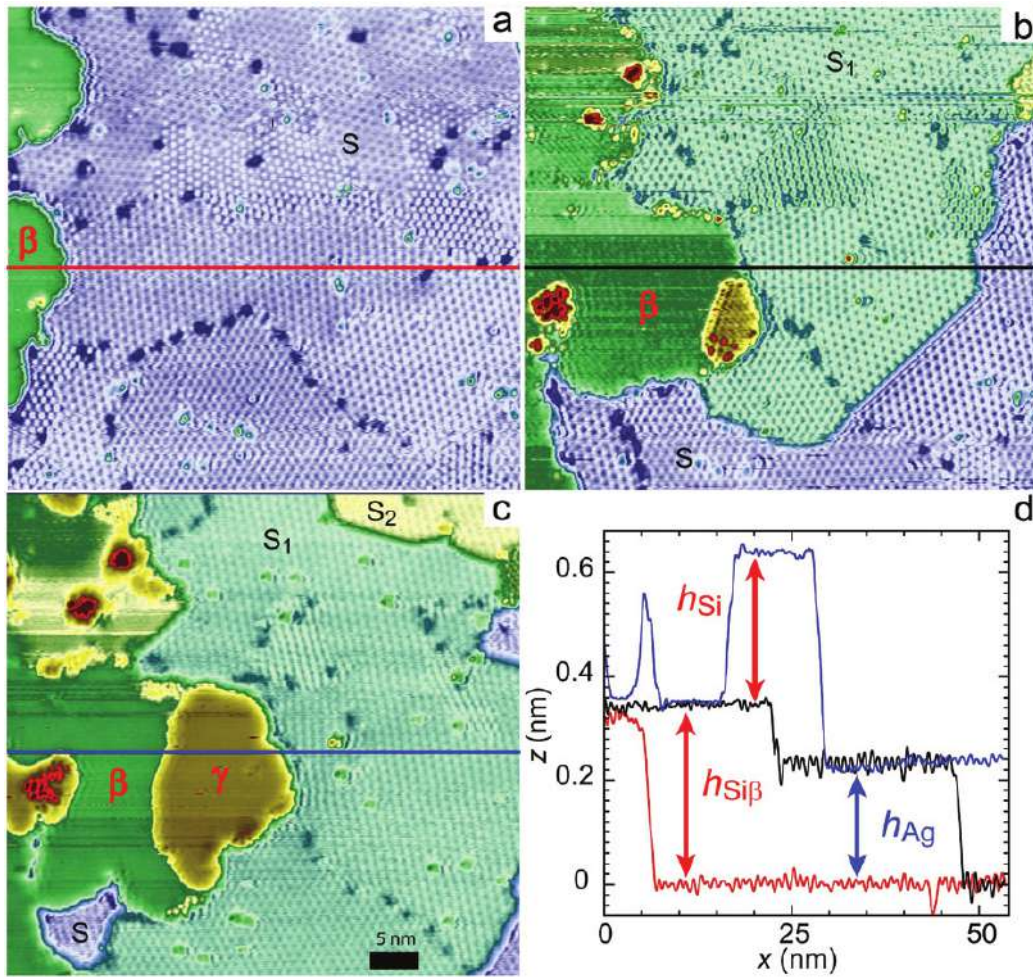 a
S
β
b
S₁
β
S
c
S₂
S₁
β
γ
S
5 nm
d
0.6
0.4
0.2
0
z (nm)
hSi
hSiβ
hAg
0
25
50
x (nm)